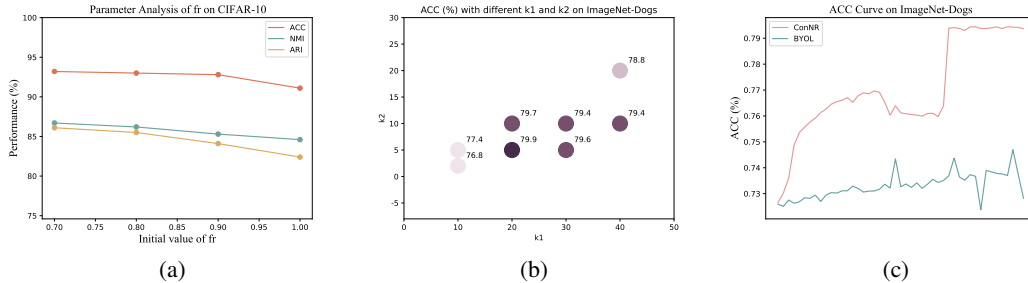 Parameter Analysis of fr on CIFAR-10
100
95
90
85
80
75
Performance (%)
ACC
NMI
ARI
0.70
0.75
0.80
0.85
0.90
0.95
1.00
Initial value of fr
(a)
ACC (%) with different k1 and k2 on ImageNet-Dogs
30
25
20
15
10
5
0
-5
k2
78.8
79.7
79.4
79.4
77.4
79.9
79.6
76.8
0
10
20
30
40
50
k1
(b)
ACC Curve on ImageNet-Dogs
ConNR
BYOL
0.79
0.78
0.77
0.76
0.75
0.74
0.73
ACC (%)
(c)